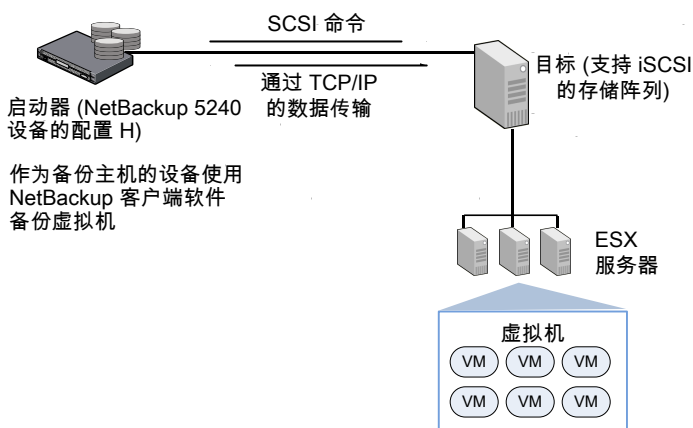 SCSI 命令
通过 TCP/IP
的数据传输
启动器 (NetBackup 5240
设备的配置 H)
作为备份主机的设备使用
NetBackup 客户端软件
备份虚拟机
目标 (支持 iSCSI
的存储阵列)
ESX
服务器
虚拟机
VM VM VM
VM VM VM